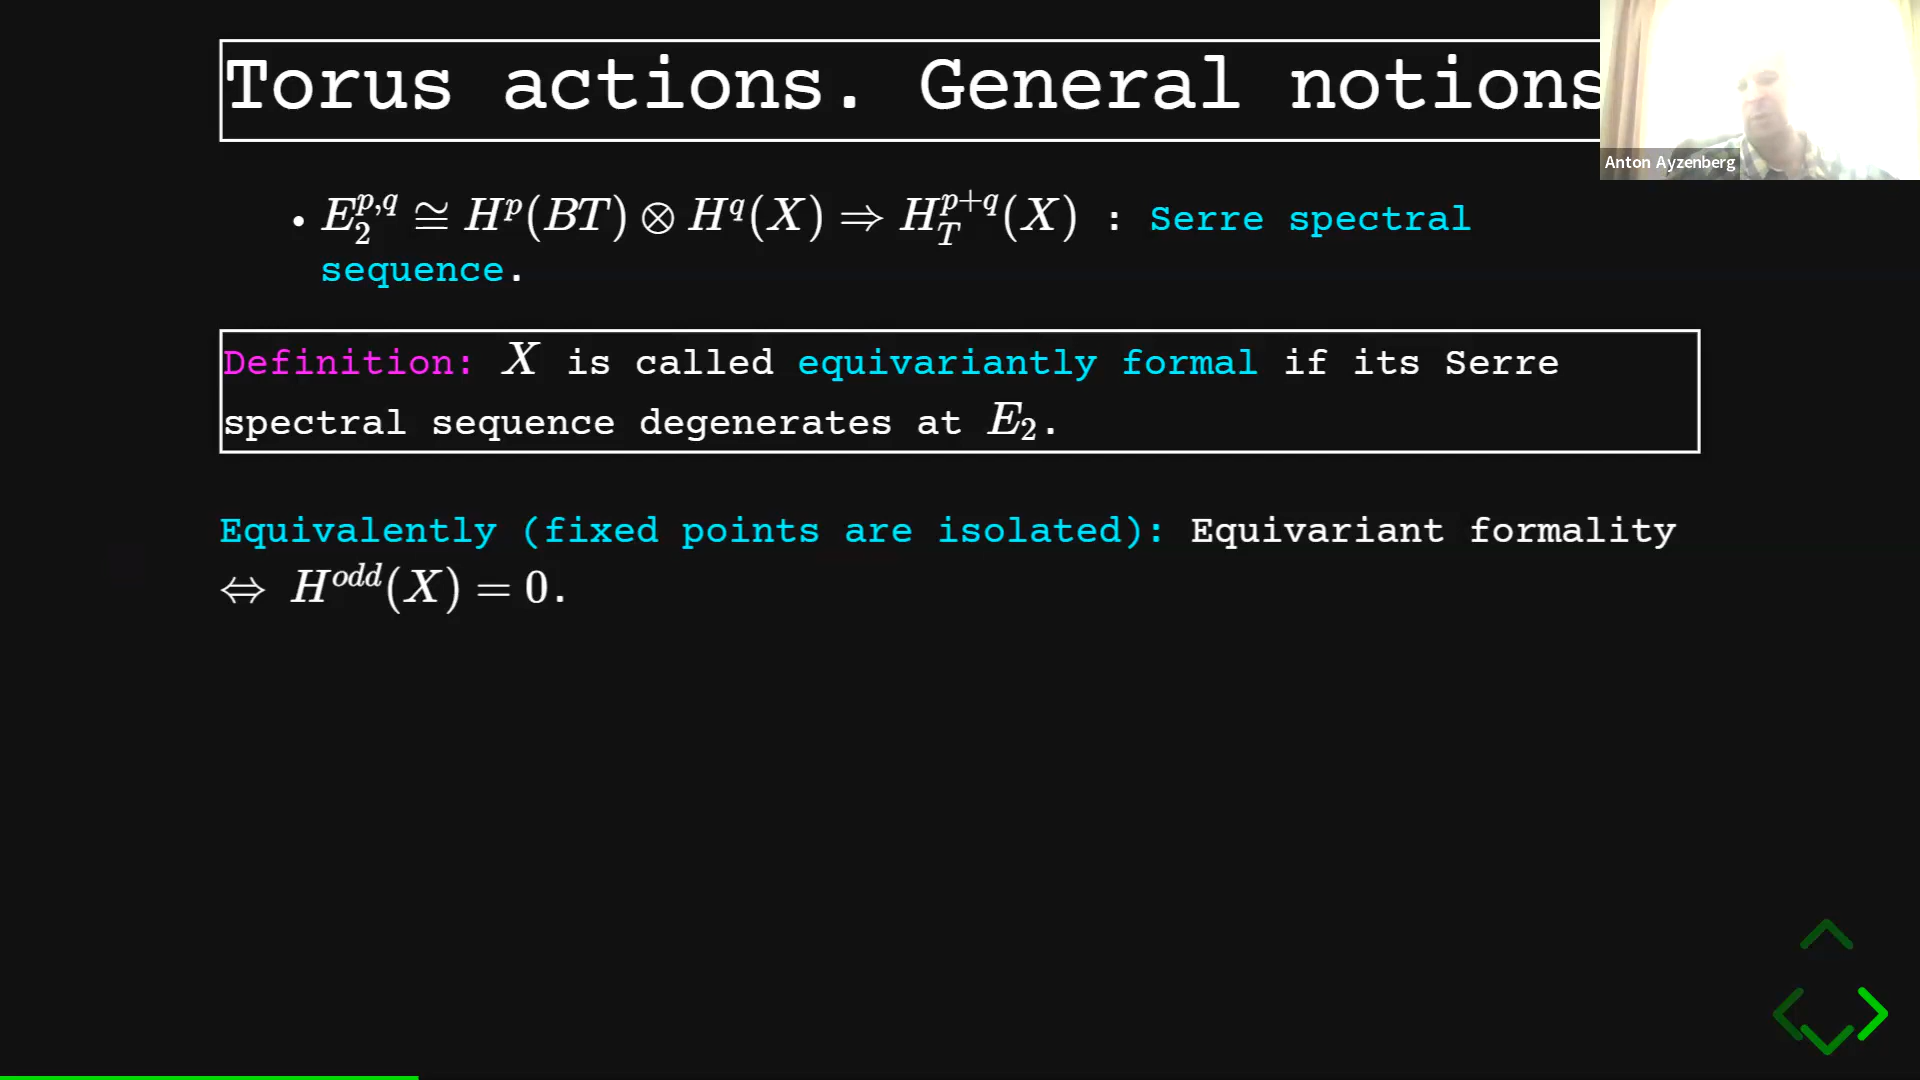 Torus actions. General notions
Anton Ayzenberg
• $E_2^{p,q} \cong H^p(BT) \otimes H^q(X) \Rightarrow H_T^{p+q}(X)$ : Serre spectral
sequence.
Definition: $X$ is called equivariantly formal if its Serre
spectral sequence degenerates at $E_2$.
Equivalently (fixed points are isolated): Equivariant formality
$\Leftrightarrow H^{odd}(X) = 0$.